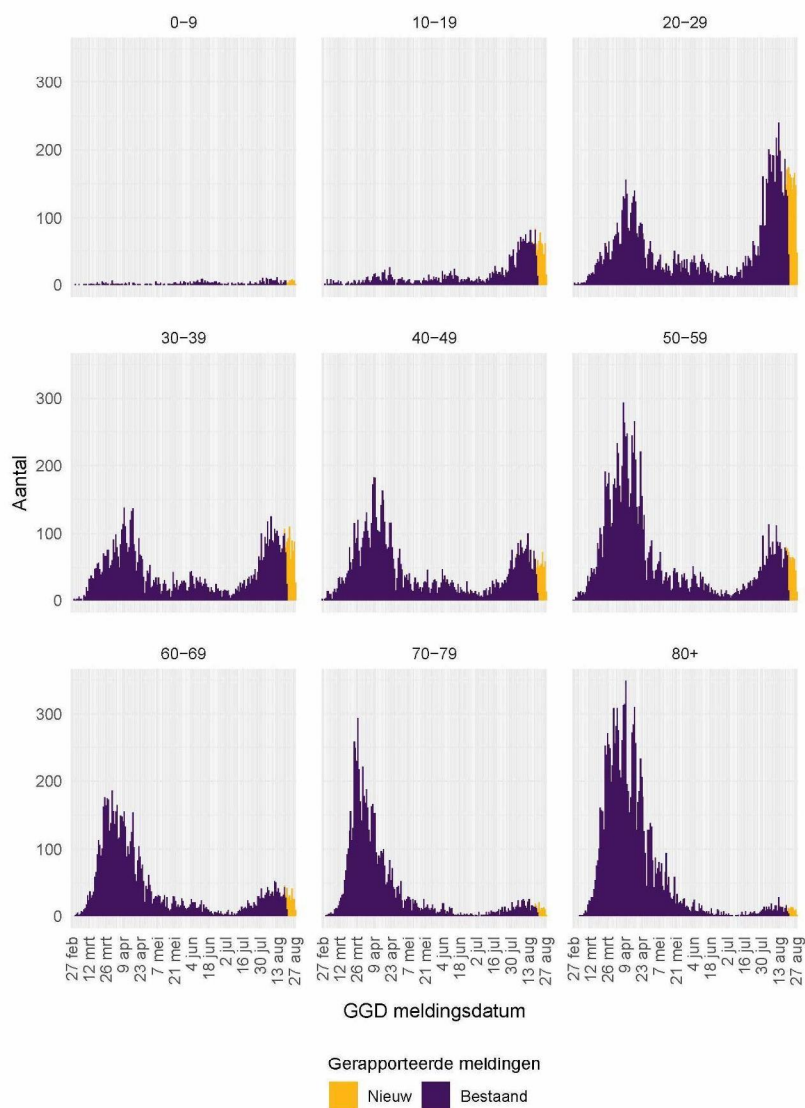 0−9
10−19
20−29
300
200
100
0
30−39
40−49
50−59
300
200
100
0
Aantal
60−69
70−79
80+
300
200
100
0
27 feb
12 mrt
26 mrt
9 apr
23 apr
7 mei
21 mei
4 jun
18 jun
2 jul
16 jul
30 jul
13 aug
27 aug
27 feb
12 mrt
26 mrt
9 apr
23 apr
7 mei
21 mei
4 jun
18 jun
2 jul
16 jul
30 jul
13 aug
27 aug
27 feb
12 mrt
26 mrt
9 apr
23 apr
7 mei
21 mei
4 jun
18 jun
2 jul
16 jul
30 jul
13 aug
27 aug
GGD meldingsdatum
Gerapporteerde meldingen
Nieuw
Bestaand